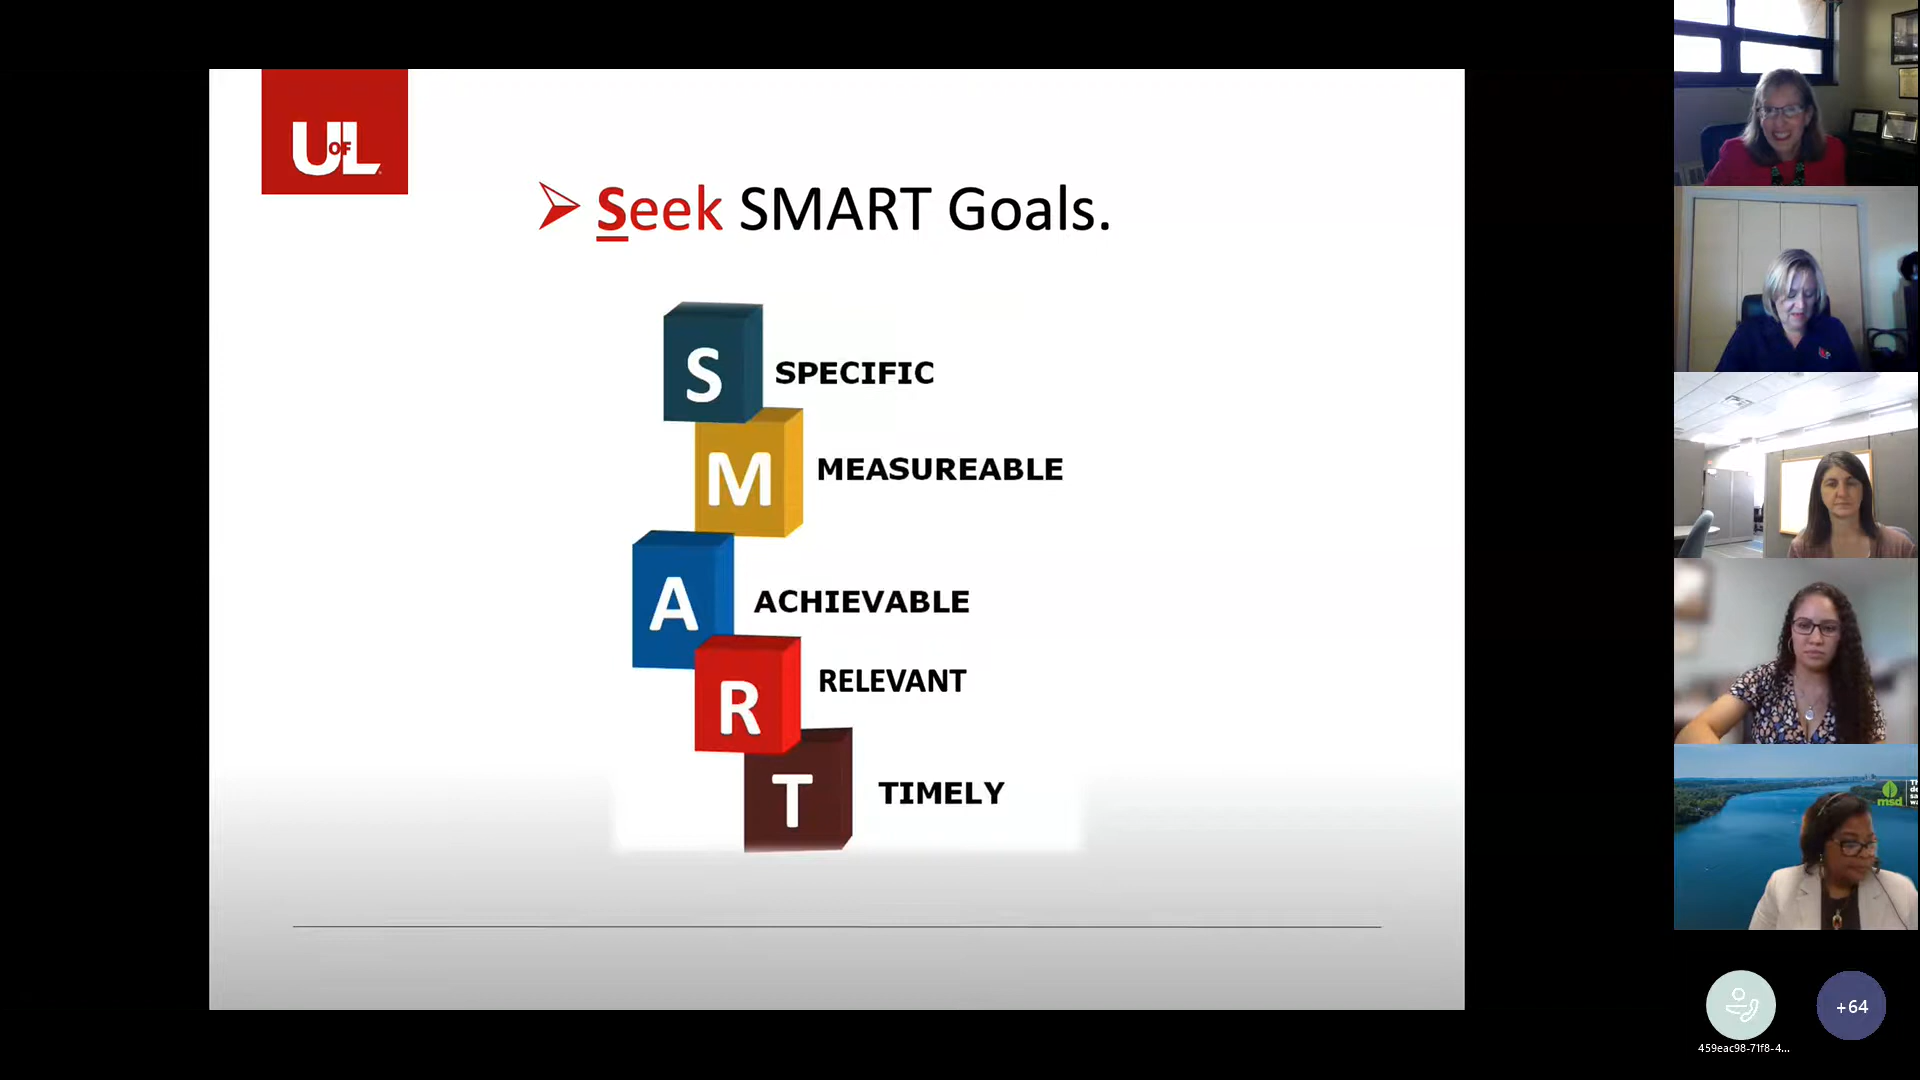 UOFL
Seek SMART Goals.
S SPECIFIC
M MEASUREABLE
A ACHIEVABLE
R RELEVANT
T TIMELY
msd
+64
459eac98-71f8-4...